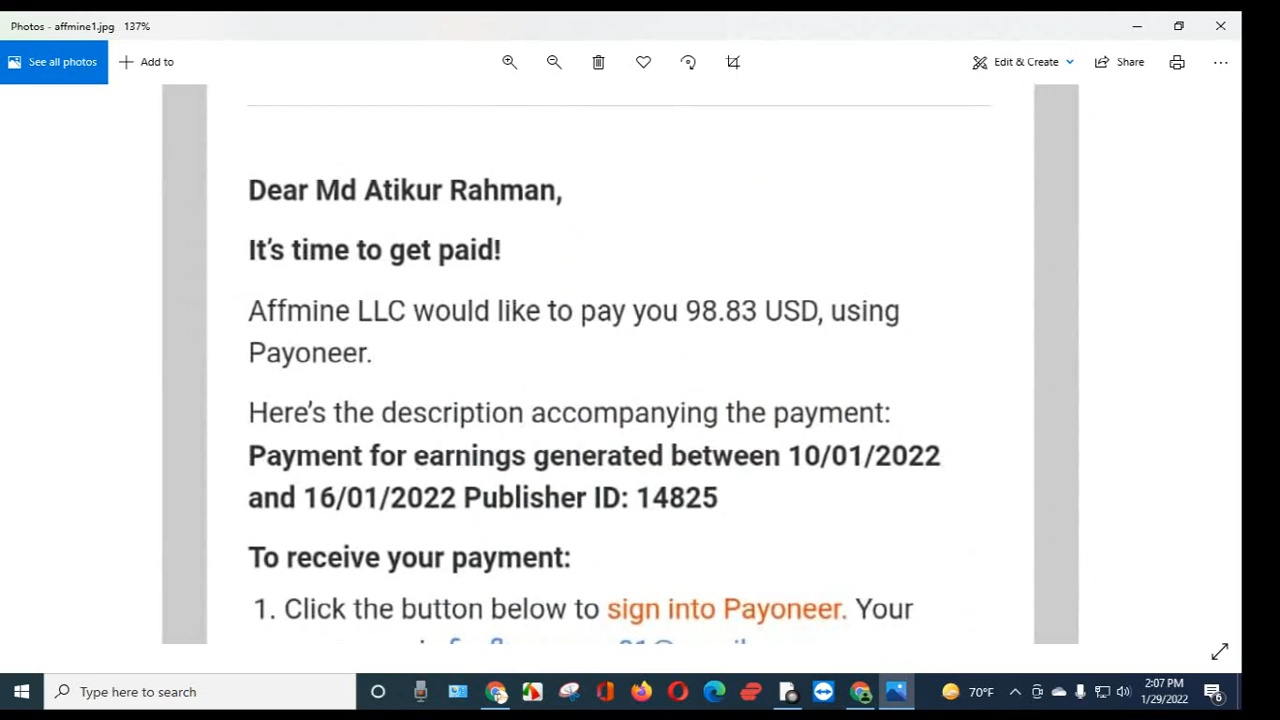 Photos - affmine1.jpg 137%
See all photos
Add to
Edit & Create
Share
Dear Md Atikur Rahman,
It's time to get paid!
Affmine LLC would like to pay you 98.83 USD, using
Payoneer.
Here's the description accompanying the payment:
Payment for earnings generated between 10/01/2022
and 16/01/2022 Publisher ID: 14825
To receive your payment:
1. Click the button below to sign into Payoneer. Your
Type here to search
70°F
2:07 PM
1/29/2022
6